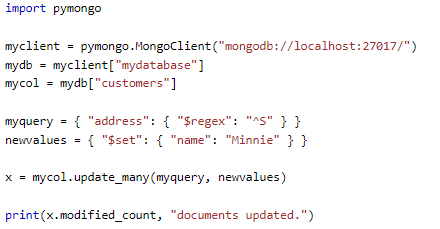 import pymongo
myclient = pymongo.MongoClient("mongodb://localhost:27017/")
mydb = myclient["mydatabase"]
mycol = mydb["customers"]
myquery = { "address": { "$regex": "^S" } }
newvalues = { "$set": { "name": "Minnie" } }
x = mycol.update_many(myquery, newvalues)
print(x.modified_count, "documents updated.")